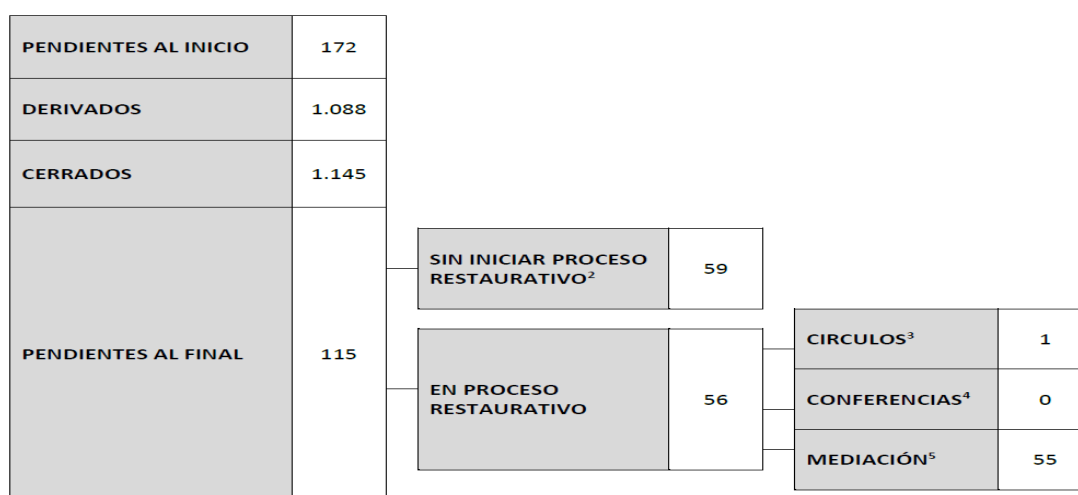 PENDIENTES AL INICIO 172
DERIVADOS 1.088
CERRADOS 1.145
PENDIENTES AL FINAL 115
SIN INICIAR PROCESO
RESTAURATIVO² 59
EN PROCESO
RESTAURATIVO 56
CIRCULOS³ 1
CONFERENCIAS⁴ 0
MEDIACIÓN⁵ 55